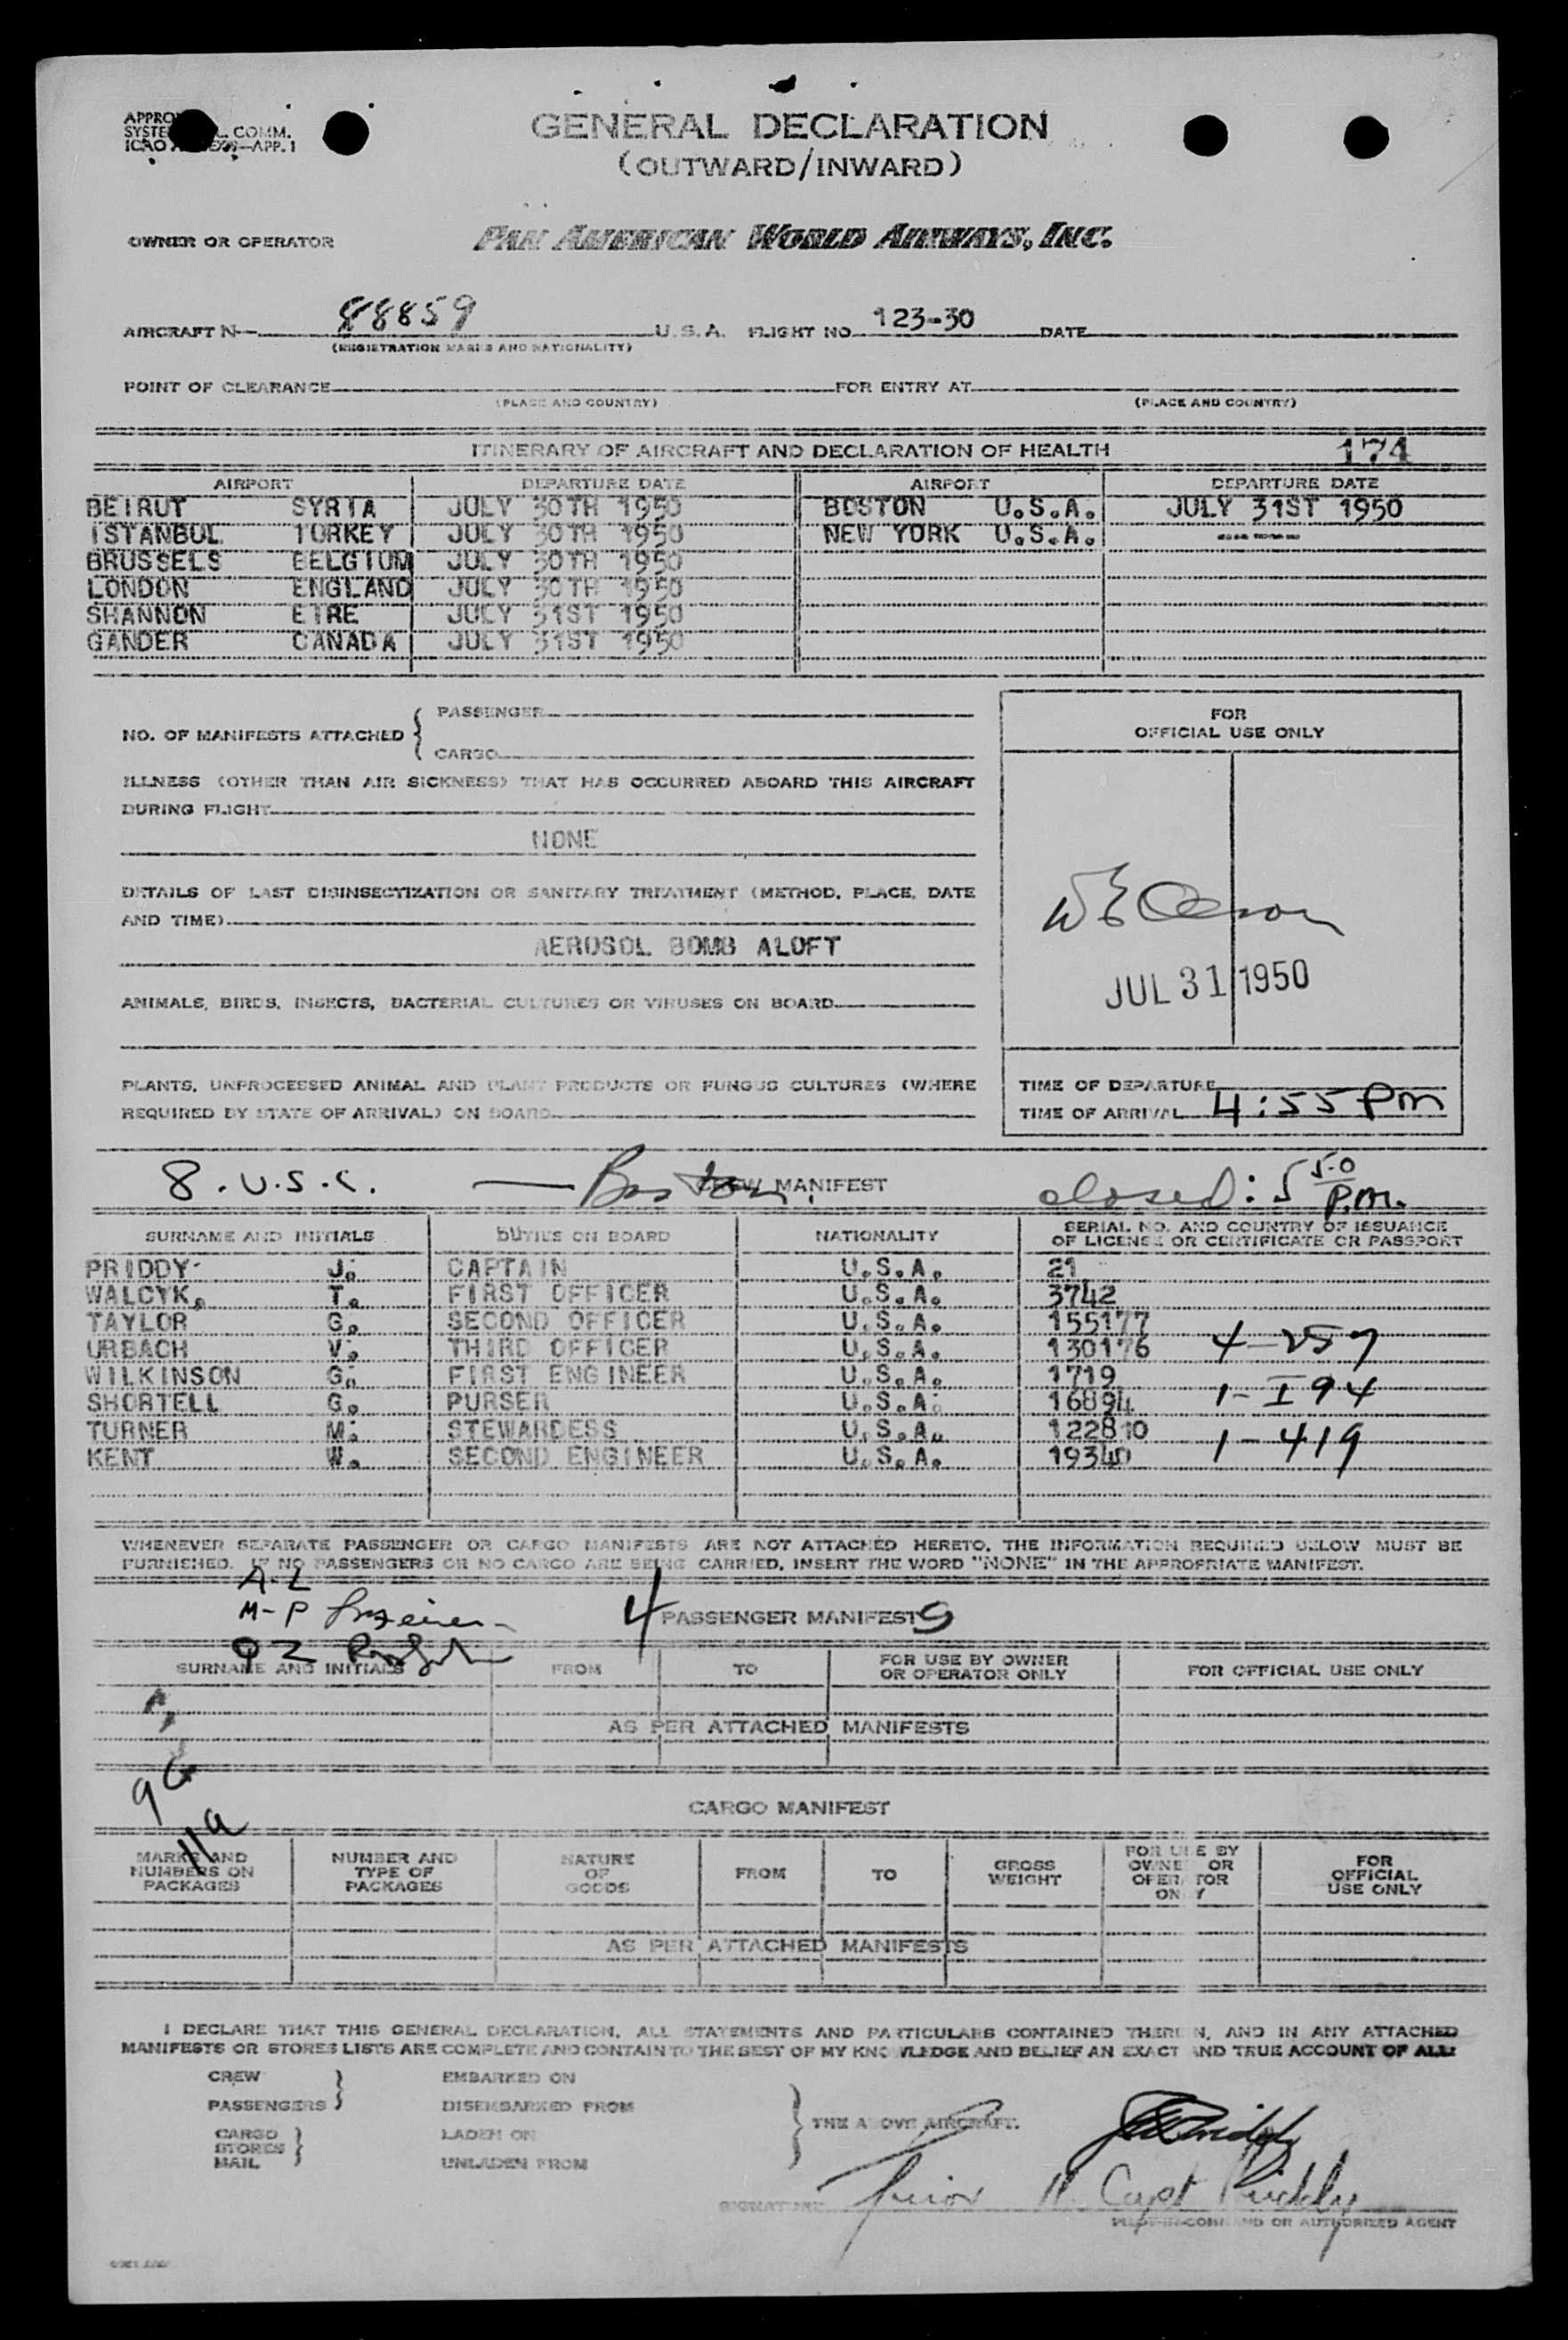 GENERAL DECLARATION
(OUTWARD/INWARD)
L. COMM.
—APP. 1
OWNER OR OPERATOR PAN AMERICAN WORLD AIRWAYS, INC.
AIRCRAFT N— 88859 U.S.A. FLIGHT NO. 123-30 DATE
(REGISTRATION MARKS AND NATIONALITY)
POINT OF CLEARANCE FOR ENTRY AT
(PLACE AND COUNTRY) (PLACE AND COUNTRY)
ITINERARY OF AIRCRAFT AND DECLARATION OF HEALTH 174
AIRPORT DEPARTURE DATE AIRPORT DEPARTURE DATE
BEIRUT SYRIA JULY 30TH 1950 BOSTON U.S.A. JULY 31ST 1950
ISTANBUL TURKEY JULY 30TH 1950 NEW YORK U.S.A. -----
BRUSSELS BELGIUM JULY 30TH 1950
LONDON ENGLAND JULY 30TH 1950
SHANNON EIRE JULY 31ST 1950
GANDER CANADA JULY 31ST 1950
NO. OF MANIFESTS ATTACHED { PASSENGER
CARGO
FOR
OFFICIAL USE ONLY
ILLNESS (OTHER THAN AIR SICKNESS) THAT HAS OCCURRED ABOARD THIS AIRCRAFT
DURING FLIGHT
NONE
DETAILS OF LAST DISINSECTIZATION OR SANITARY TREATMENT (METHOD, PLACE, DATE
AND TIME)
AEROSOL BOMB ALOFT
JUL 31 1950
ANIMALS, BIRDS, INSECTS, BACTERIAL CULTURES OR VIRUSES ON BOARD
PLANTS, UNPROCESSED ANIMAL AND PLANT PRODUCTS OR FUNGUS CULTURES (WHERE
REQUIRED BY STATE OF ARRIVAL) ON BOARD
TIME OF DEPARTURE
TIME OF ARRIVAL 4:55 PM
8. U.S.C. — Boston. CREW MANIFEST closed: 5 50 P.M.
SURNAME AND INITIALS DUTIES ON BOARD NATIONALITY SERIAL NO. AND COUNTRY OF ISSUANCE
OF LICENSE OR CERTIFICATE OR PASSPORT
PRIDDY J. CAPTAIN U.S.A. 21
WALCYK, T. FIRST OFFICER U.S.A. 3742
TAYLOR G. SECOND OFFICER U.S.A. 155177
URBACH V. THIRD OFFICER U.S.A. 130176 4-257
WILKINSON G. FIRST ENGINEER U.S.A. 1719
SHORTELL G. PURSER U.S.A. 16894 1-I94
TURNER M. STEWARDESS U.S.A. 122810
KENT W. SECOND ENGINEER U.S.A. 19340 1-419
WHENEVER SEPARATE PASSENGER OR CARGO MANIFESTS ARE NOT ATTACHED HERETO, THE INFORMATION REQUIRED BELOW MUST BE
FURNISHED. IF NO PASSENGERS OR NO CARGO ARE BEING CARRIED, INSERT THE WORD "NONE" IN THE APPROPRIATE MANIFEST.
A-L
M-P
QZ
4 PASSENGER MANIFESTS
SURNAME AND INITIALS FROM TO FOR USE BY OWNER
OR OPERATOR ONLY FOR OFFICIAL USE ONLY
AS PER ATTACHED MANIFESTS
CARGO MANIFEST
MARKS AND
NUMBERS ON
PACKAGES
NUMBER AND
TYPE OF
PACKAGES
NATURE
OF
GOODS
FROM
TO
GROSS
WEIGHT
FOR USE BY
OWNER OR
OPERATOR
ONLY
FOR
OFFICIAL
USE ONLY
AS PER ATTACHED MANIFESTS
I DECLARE THAT THIS GENERAL DECLARATION, ALL STATEMENTS AND PARTICULARS CONTAINED THEREIN, AND IN ANY ATTACHED
MANIFESTS OR STORES LISTS ARE COMPLETE AND CONTAIN TO THE BEST OF MY KNOWLEDGE AND BELIEF AN EXACT AND TRUE ACCOUNT OF ALL:
CREW EMBARKED ON
PASSENGERS DISEMBARKED FROM
THE ABOVE AIRCRAFT.
CARGO LADEN ON
STORES
MAIL UNLADEN FROM
SIGNATURE Capt Priddy
PILOT-IN-COMMAND OR AUTHORIZED AGENT